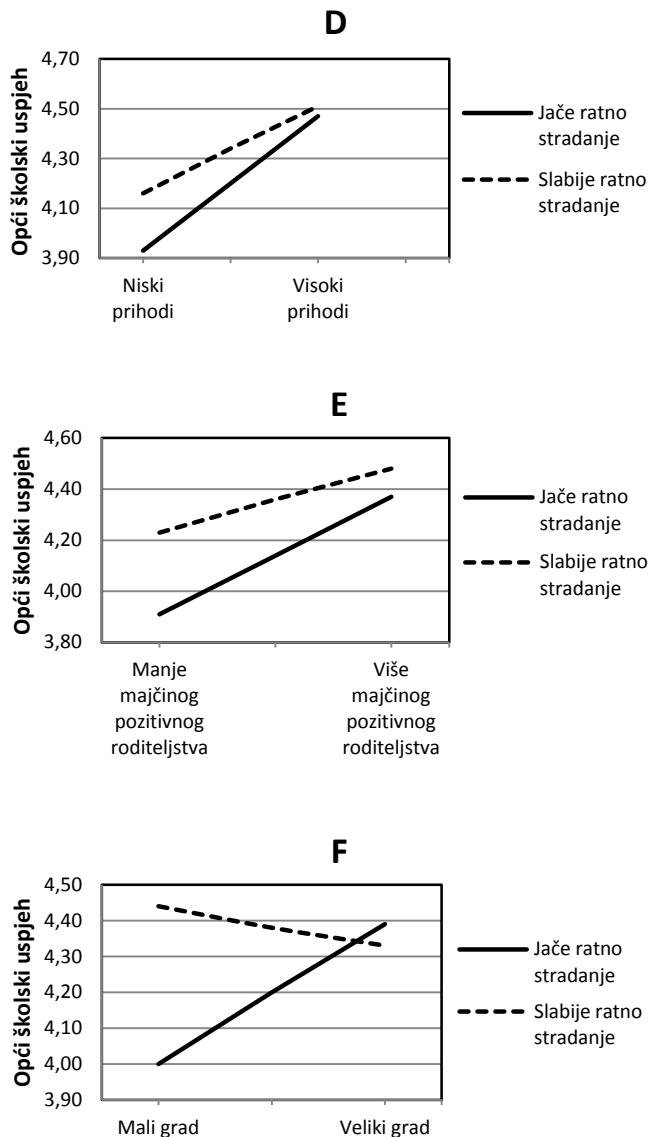 D
Opći školski uspjeh
4,70
4,50
4,30
4,10
3,90
Niski
prihodi
Visoki
prihodi
Jače ratno
stradanje
Slabije ratno
stradanje
E
Opći školski uspjeh
4,60
4,40
4,20
4,00
3,80
Manje
majčinog
pozitivnog
roditeljstva
Više
majčinog
pozitivnog
roditeljstva
Jače ratno
stradanje
Slabije ratno
stradanje
F
Opći školski uspjeh
4,50
4,40
4,30
4,20
4,10
4,00
3,90
Mali grad
Veliki grad
Jače ratno
stradanje
Slabije ratno
stradanje